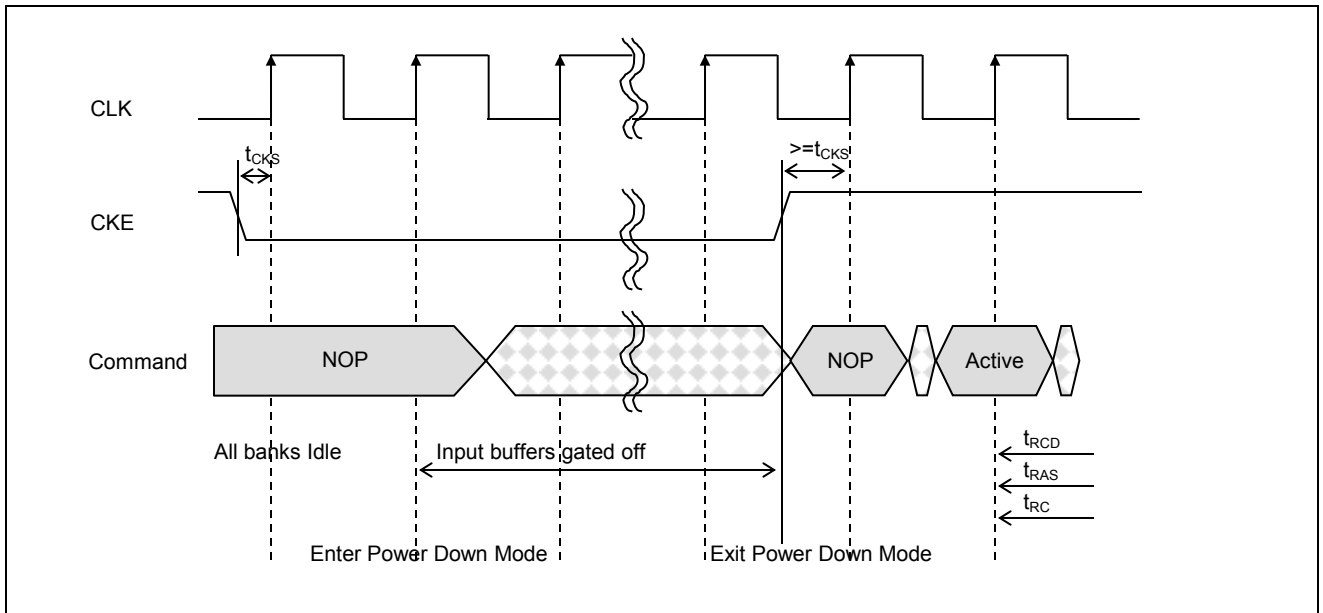 CLK
tCKS
>=tCKS
CKE
Command
NOP
NOP
Active
All banks Idle
Input buffers gated off
tRCD
tRAS
tRC
Enter Power Down Mode
Exit Power Down Mode